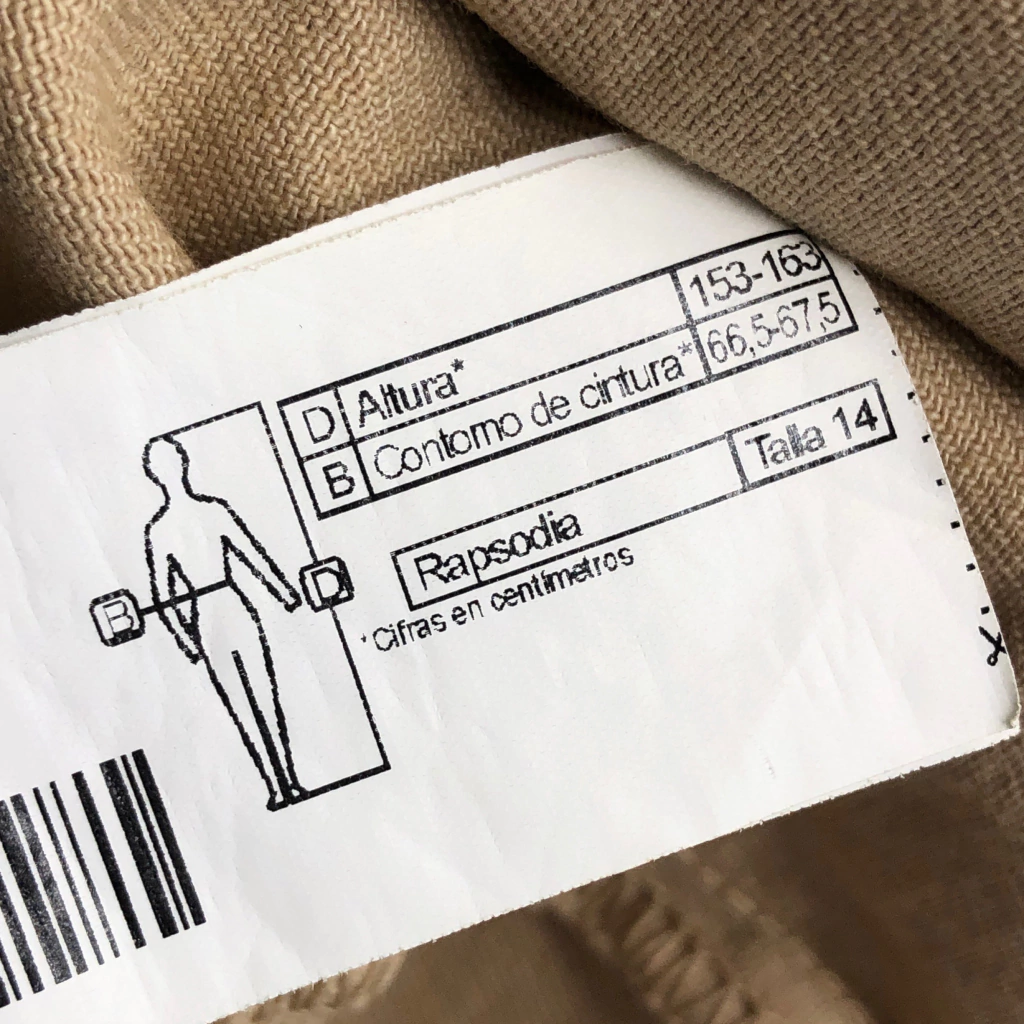 D Altura* 153-163
B Contorno de cintura* 66,5-67,5
Rapsodia Talla 14
*Cifras en centímetros
B
D